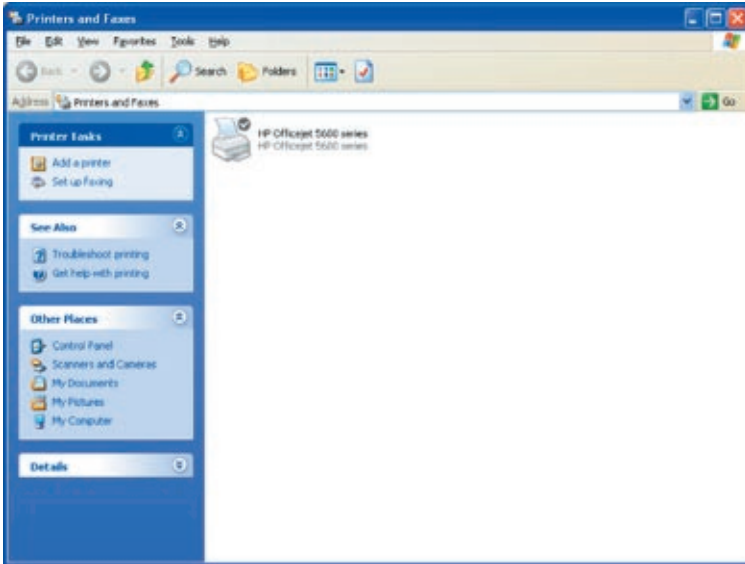 Printers and Faxes
File Edit View Favorites Tools Help
Back Search Folders
Address Printers and Faxes Go
Printer Tasks
Add a printer
Set up faxing
See Also
Troubleshoot printing
Get help with printing
Other Places
Control Panel
Scanners and Cameras
My Documents
My Pictures
My Computer
Details
HP Officejet 5600 series
HP Officejet 5600 series